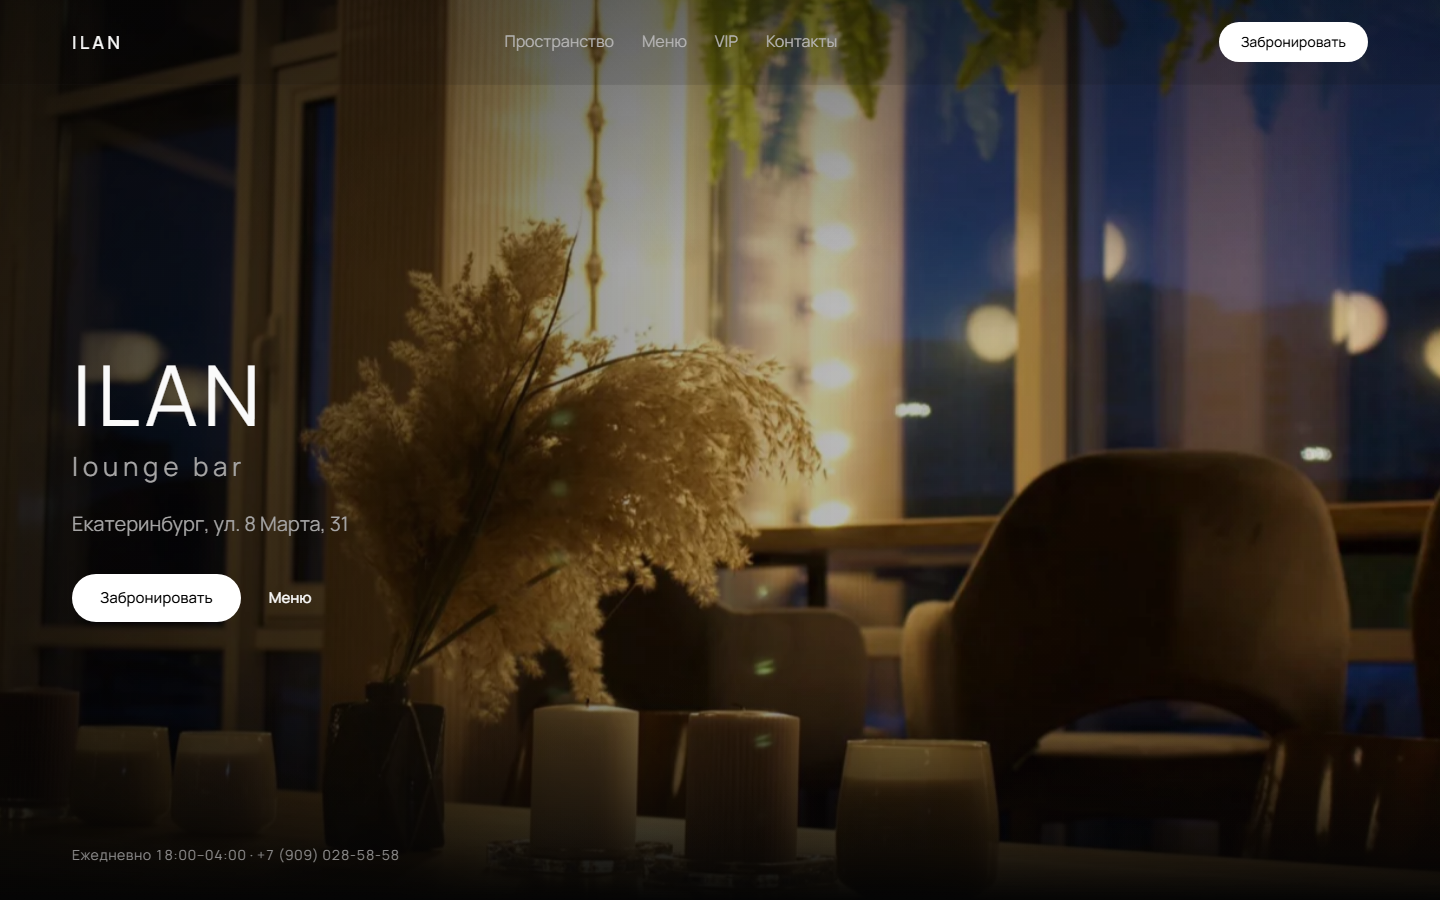 ILAN
Пространство Меню VIP Контакты
Забронировать
ILAN
lounge bar
Екатеринбург, ул. 8 Марта, 31
Забронировать Меню
Ежедневно 18:00–04:00 · +7 (909) 028-58-58